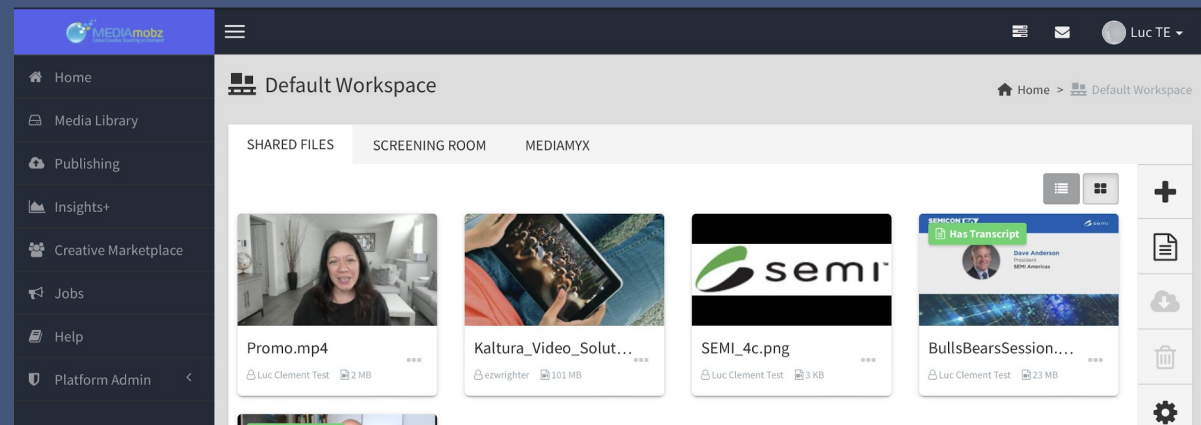 MEDIAmobz
Luc TE
Home
Media Library
Publishing
Insights+
Creative Marketplace
Jobs
Help
Platform Admin
Default Workspace
Home > Default Workspace
SHARED FILES SCREENING ROOM MEDIAMYX
semi
SEMICON
semi
Has Transcript
Dave Anderson
President
SEMI Americas
Promo.mp4
Luc Clement Test 2 MB
Kaltura_Video_Solut...
ezwrighter 101 MB
SEMI_4c.png
Luc Clement Test 3 KB
BullsBearsSession....
Luc Clement Test 23 MB